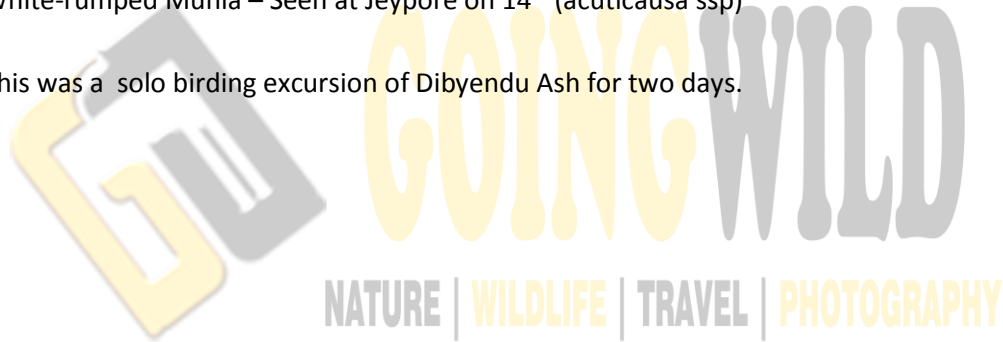 hite-rumped Munia – Seen at Jeypore on 14 (acuticausa ssp)
his was a  solo birding excursion of Dibyendu Ash for two days.
GOINGWILD
NATURE | WILDLIFE | TRAVEL | PHOTOGRAPHY